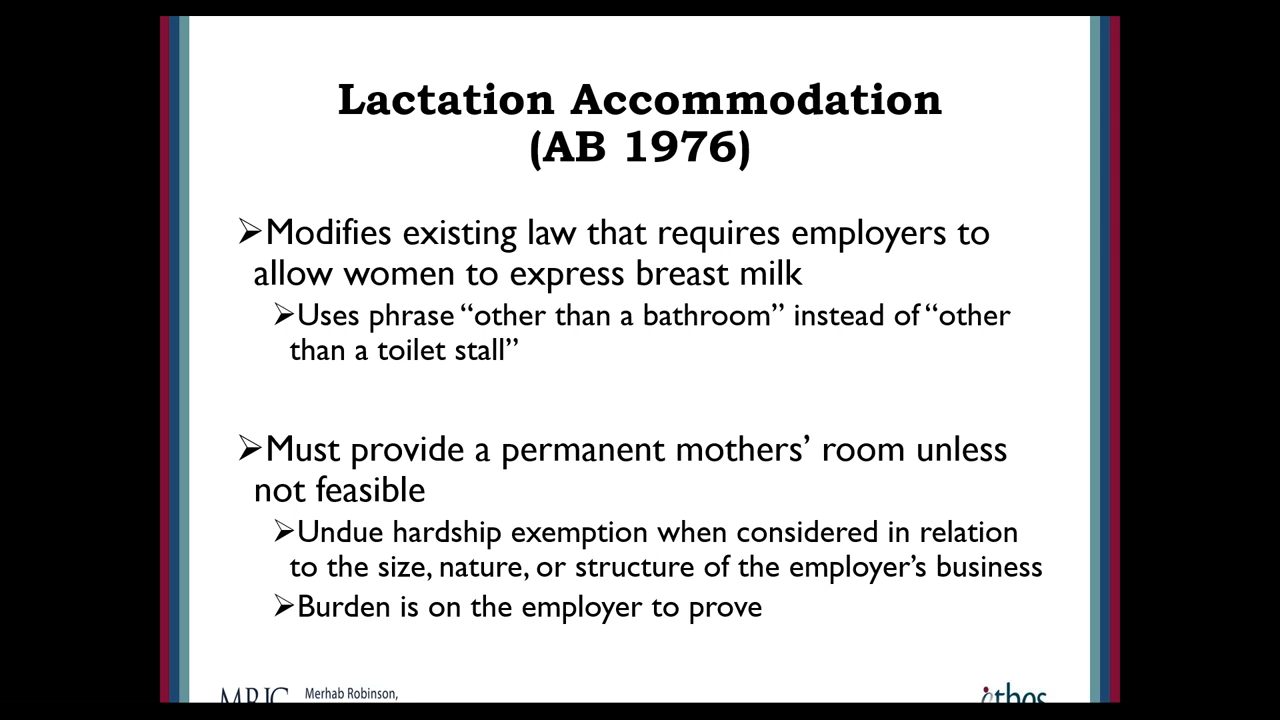 Lactation Accommodation
(AB 1976)
➢Modifies existing law that requires employers to
allow women to express breast milk
➢Uses phrase “other than a bathroom” instead of “other
than a toilet stall”
➢Must provide a permanent mothers’ room unless
not feasible
➢Undue hardship exemption when considered in relation
to the size, nature, or structure of the employer’s business
➢Burden is on the employer to prove
Merhab Robinson,
ethos